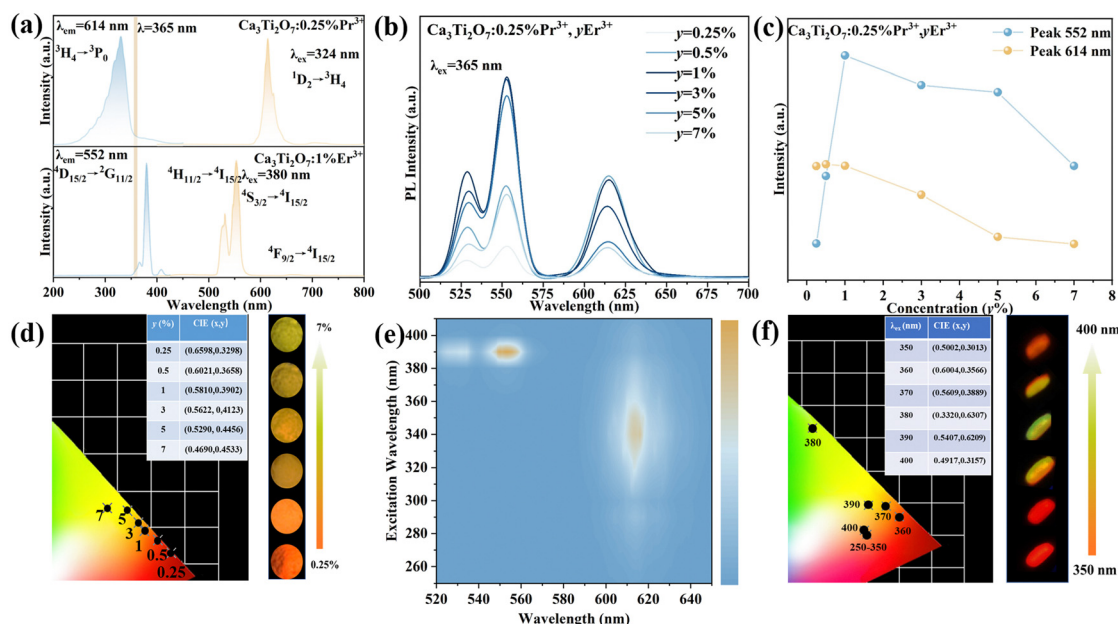 (a)
λem=614 nm
λ=365 nm
Ca₃Ti₂O₇:0.25%Pr³⁺
³H₄→³P₀
λex=324 nm
¹D₂→³H₄
Intensity (a.u.)
λem=552 nm
Ca₃Ti₂O₇:1%Er³⁺
⁴D₁₅/₂→²G₁₁/₂
⁴H₁₁/₂→⁴I₁₅/₂
λex=380 nm
⁴S₃/₂→⁴I₁₅/₂
⁴F₉/₂→⁴I₁₅/₂
Intensity (a.u.)
200 300 400 500 600 700 800
Wavelength (nm)
(b)
Ca₃Ti₂O₇:0.25%Pr³⁺, yEr³⁺
λex=365 nm
y=0.25%
y=0.5%
y=1%
y=3%
y=5%
y=7%
PL Intensity (a.u.)
500 525 550 575 600 625 650 675 700
Wavelength (nm)
(c)
Ca₃Ti₂O₇:0.25%Pr³⁺,yEr³⁺
Peak 552 nm
Peak 614 nm
Intensity (a.u.)
0 1 2 3 4 5 6 7 8
Concentration (y%)
(d)
y (%) CIE (x,y)
0.25 (0.6598,0.3298)
0.5 (0.6021,0.3658)
1 (0.5810,0.3902)
3 (0.5622, 0,4123)
5 (0.5290, 0.4456)
7 (0.4690,0.4533)
7
5
3
1
0.5
0.25
7%
0.25%
(e)
Excitation Wavelength (nm)
400
380
360
340
320
300
280
260
520 540 560 580 600 620 640
Wavelength (nm)
(f)
λex (nm) CIE (x,y)
350 (0.5002,0.3013)
360 (0.6004,0.3566)
370 (0.5609,0.3889)
380 (0.3320,0.6307)
390 (0.5407,0.6209)
400 (0.4917,0.3157)
380
390
370
360
400
250-350
400 nm
350 nm